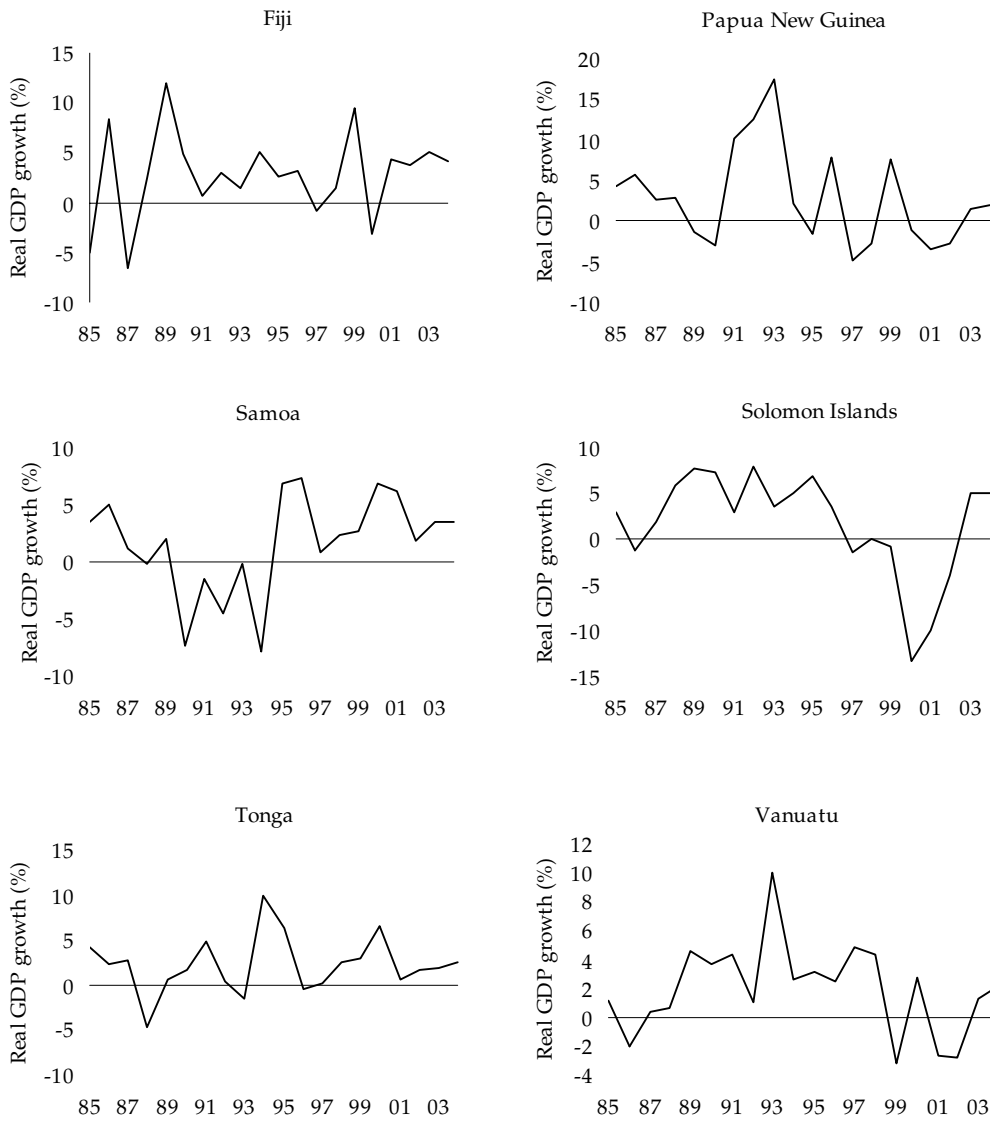 Fiji
Real GDP growth (%)
15
10
5
0
-5
-10
85 87 89 91 93 95 97 99 01 03
Papua New Guinea
Real GDP growth (%)
20
15
10
5
0
-5
-10
85 87 89 91 93 95 97 99 01 03
Samoa
Real GDP growth (%)
10
5
0
-5
-10
85 87 89 91 93 95 97 99 01 03
Solomon Islands
Real GDP growth (%)
10
5
0
-5
-10
-15
85 87 89 91 93 95 97 99 01 03
Tonga
Real GDP growth (%)
15
10
5
0
-5
-10
85 87 89 91 93 95 97 99 01 03
Vanuatu
Real GDP growth (%)
12
10
8
6
4
2
0
-2
-4
85 87 89 91 93 95 97 99 01 03